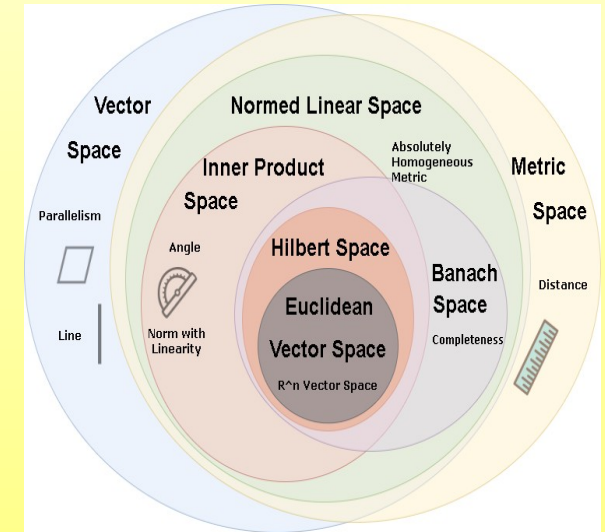 Vector
Space
Normed Linear Space
Absolutely
Homogeneous
Metric
Inner Product
Space
Metric
Space
Parallelism
Angle
Hilbert Space
Banach
Space
Distance
Euclidean
Vector Space
Line
Norm with
Linearity
Completeness
R^n Vector Space